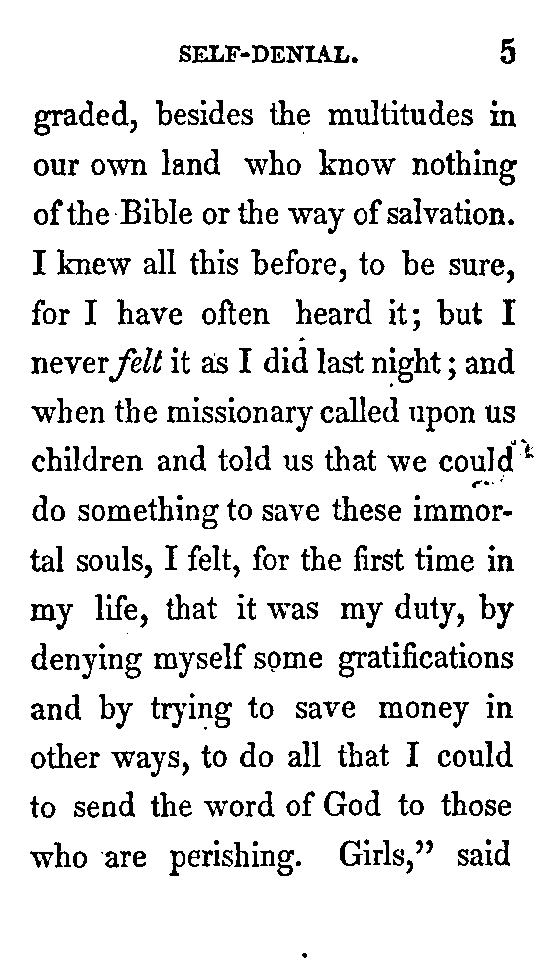 SELF-DENIAL. 5
graded, besides the multitudes in
our own land who know nothing
of the Bible or the way of salvation.
I knew all this before, to be sure,
for I have often heard it; but I
never felt it as I did last night; and
when the missionary called upon us
children and told us that we could
do something to save these immor-
tal souls, I felt, for the first time in
my life, that it was my duty, by
denying myself some gratifications
and by trying to save money in
other ways, to do all that I could
to send the word of God to those
who are perishing. Girls,” said